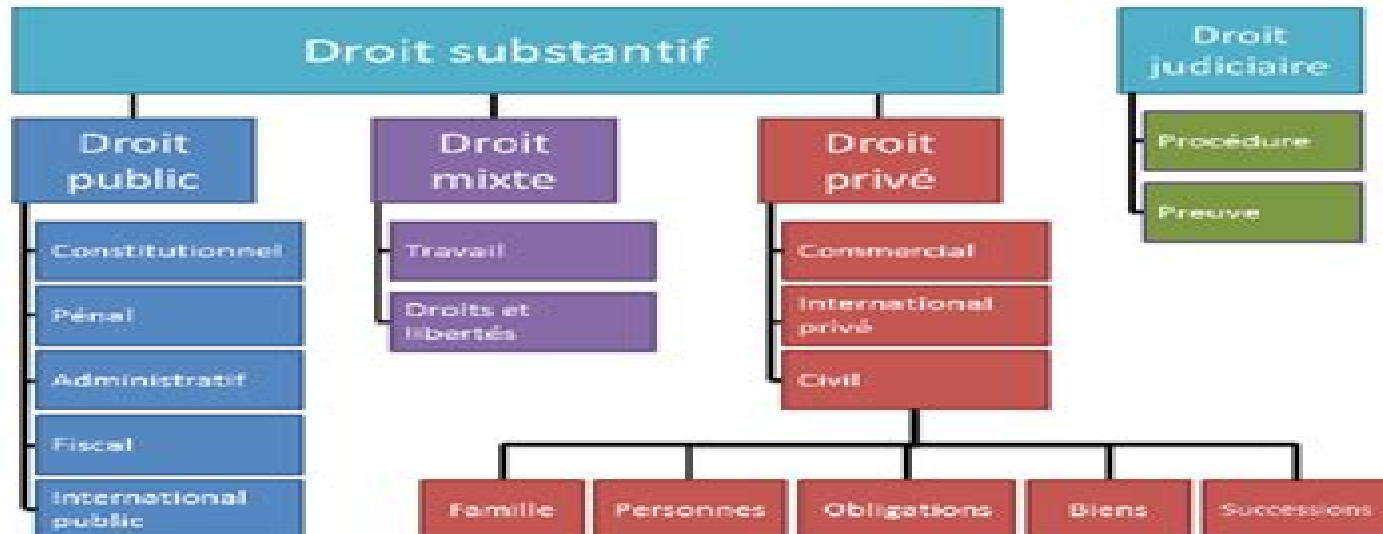 Droit substantif
Droit
judiciaire
Droit
public
Droit
mixte
Droit
privé
Procédure
Preuve
Constitutionnel
Pénal
Administratif
Fiscal
International
public
Travail
Droits et
libertés
Commercial
International
privé
Civil
Famille
Personnes
Obligations
Biens
Successions